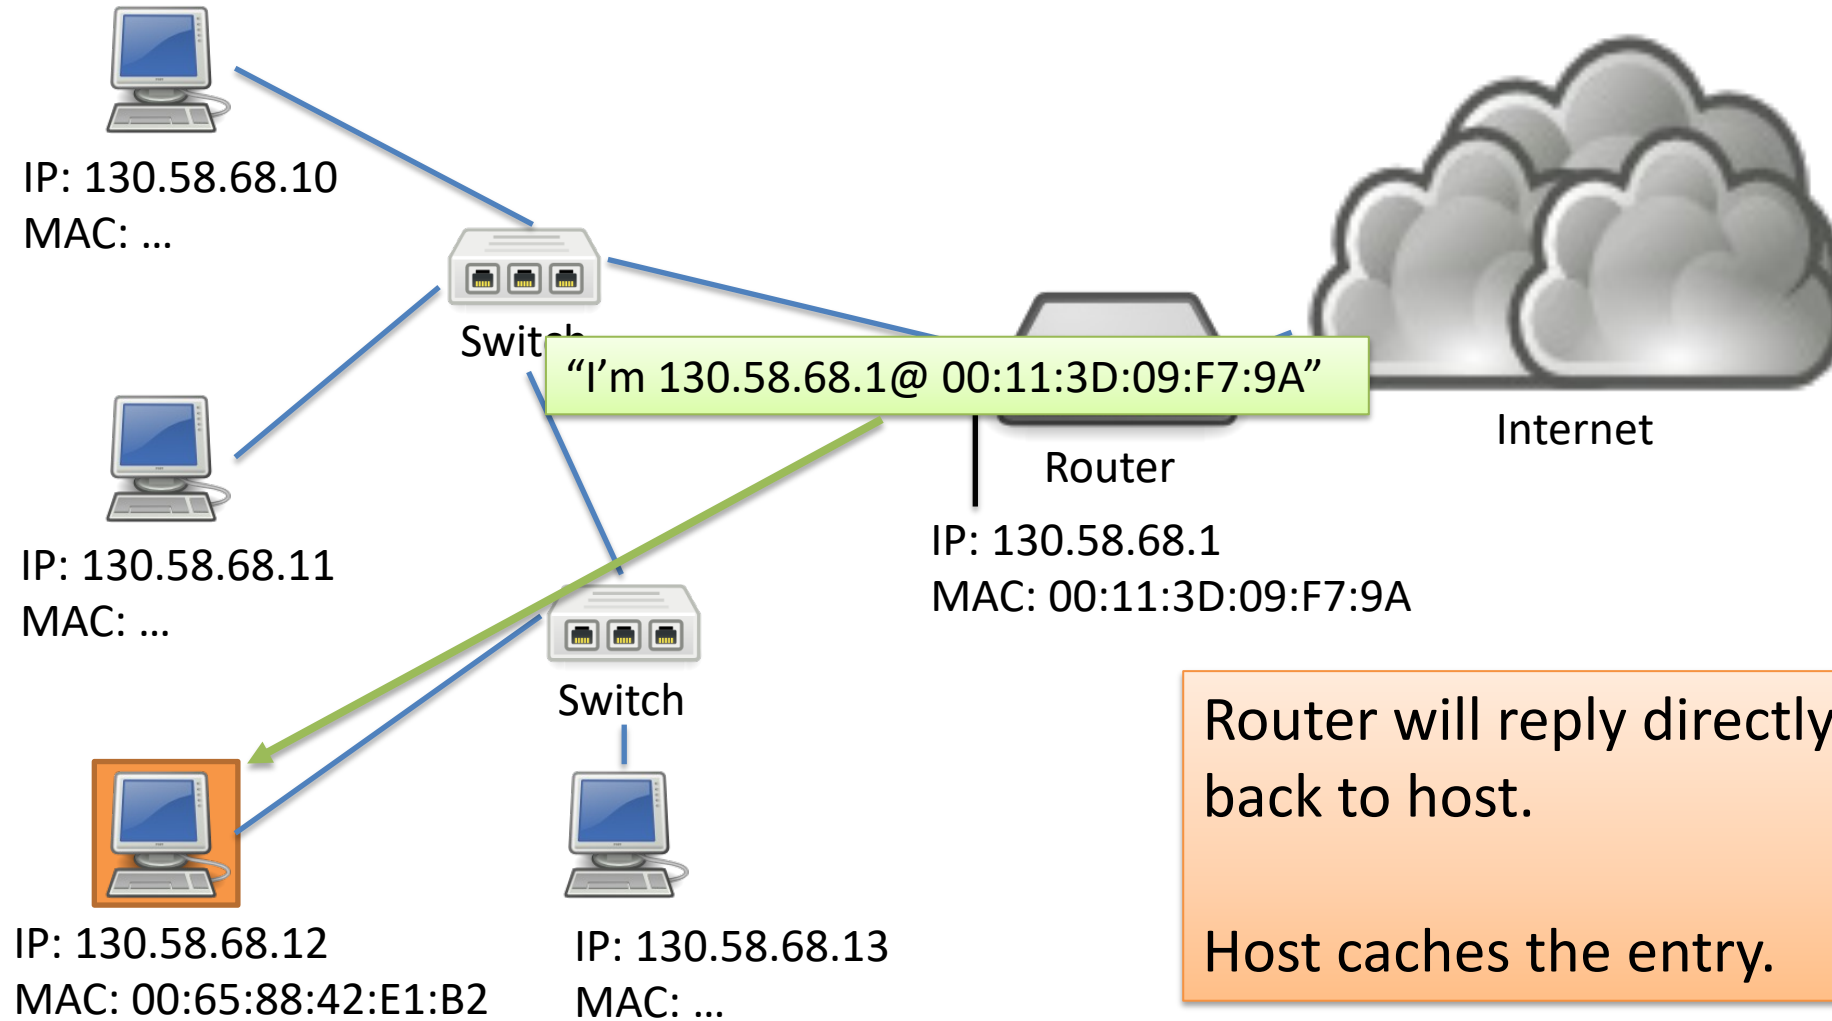 IP: 130.58.68.10
MAC: ...
Switch
“I’m 130.58.68.1@ 00:11:3D:09:F7:9A”
Internet
Router
IP: 130.58.68.1
MAC: 00:11:3D:09:F7:9A
IP: 130.58.68.11
MAC: ...
Switch
Router will reply directly
back to host.
Host caches the entry.
IP: 130.58.68.12
MAC: 00:65:88:42:E1:B2
IP: 130.58.68.13
MAC: ...